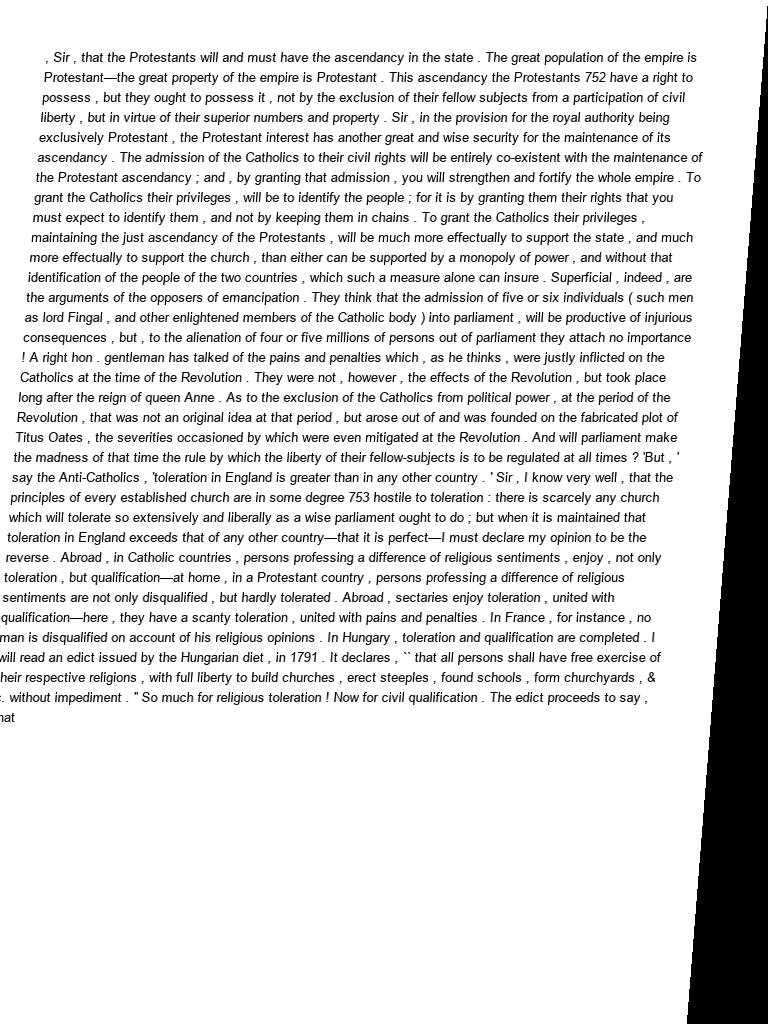 , Sir , that the Protestants will and must have the ascendancy in the state . The great population of the empire is
Protestant—the great property of the empire is Protestant . This ascendancy the Protestants 752 have a right to
possess , but they ought to possess it , not by the exclusion of their fellow subjects from a participation of civil
liberty , but in virtue of their superior numbers and property . Sir , in the provision for the royal authority being
exclusively Protestant , the Protestant interest has another great and wise security for the maintenance of its
ascendancy . The admission of the Catholics to their civil rights will be entirely co-existent with the maintenance of
the Protestant ascendancy ; and , by granting that admission , you will strengthen and fortify the whole empire . To
grant the Catholics their privileges , will be to identify the people ; for it is by granting them their rights that you
must expect to identify them , and not by keeping them in chains . To grant the Catholics their privileges ,
maintaining the just ascendancy of the Protestants , will be much more effectually to support the state , and much
more effectually to support the church , than either can be supported by a monopoly of power , and without that
identification of the people of the two countries , which such a measure alone can insure . Superficial , indeed , are
the arguments of the opposers of emancipation . They think that the admission of five or six individuals ( such men
as lord Fingal , and other enlightened members of the Catholic body ) into parliament , will be productive of injurious
consequences , but , to the alienation of four or five millions of persons out of parliament they attach no importance
! A right hon . gentleman has talked of the pains and penalties which , as he thinks , were justly inflicted on the
Catholics at the time of the Revolution . They were not , however , the effects of the Revolution , but took place
long after the reign of queen Anne . As to the exclusion of the Catholics from political power , at the period of the
Revolution , that was not an original idea at that period , but arose out of and was founded on the fabricated plot of
Titus Oates , the severities occasioned by which were even mitigated at the Revolution . And will parliament make
the madness of that time the rule by which the liberty of their fellow-subjects is to be regulated at all times ? 'But , '
say the Anti-Catholics , 'toleration in England is greater than in any other country . ' Sir , I know very well , that the
principles of every established church are in some degree 753 hostile to toleration : there is scarcely any church
which will tolerate so extensively and liberally as a wise parliament ought to do ; but when it is maintained that
toleration in England exceeds that of any other country—that it is perfect—I must declare my opinion to be the
reverse . Abroad , in Catholic countries , persons professing a difference of religious sentiments , enjoy , not only
toleration , but qualification—at home , in a Protestant country , persons professing a difference of religious
sentiments are not only disqualified , but hardly tolerated . Abroad , sectaries enjoy toleration , united with
qualification—here , they have a scanty toleration , united with pains and penalties . In France , for instance , no
man is disqualified on account of his religious opinions . In Hungary , toleration and qualification are completed . I
will read an edict issued by the Hungarian diet , in 1791 . It declares , `` that all persons shall have free exercise of
their respective religions , with full liberty to build churches , erect steeples , found schools , form churchyards , &
c. without impediment . '' So much for religious toleration ! Now for civil qualification . The edict proceeds to say ,
hat